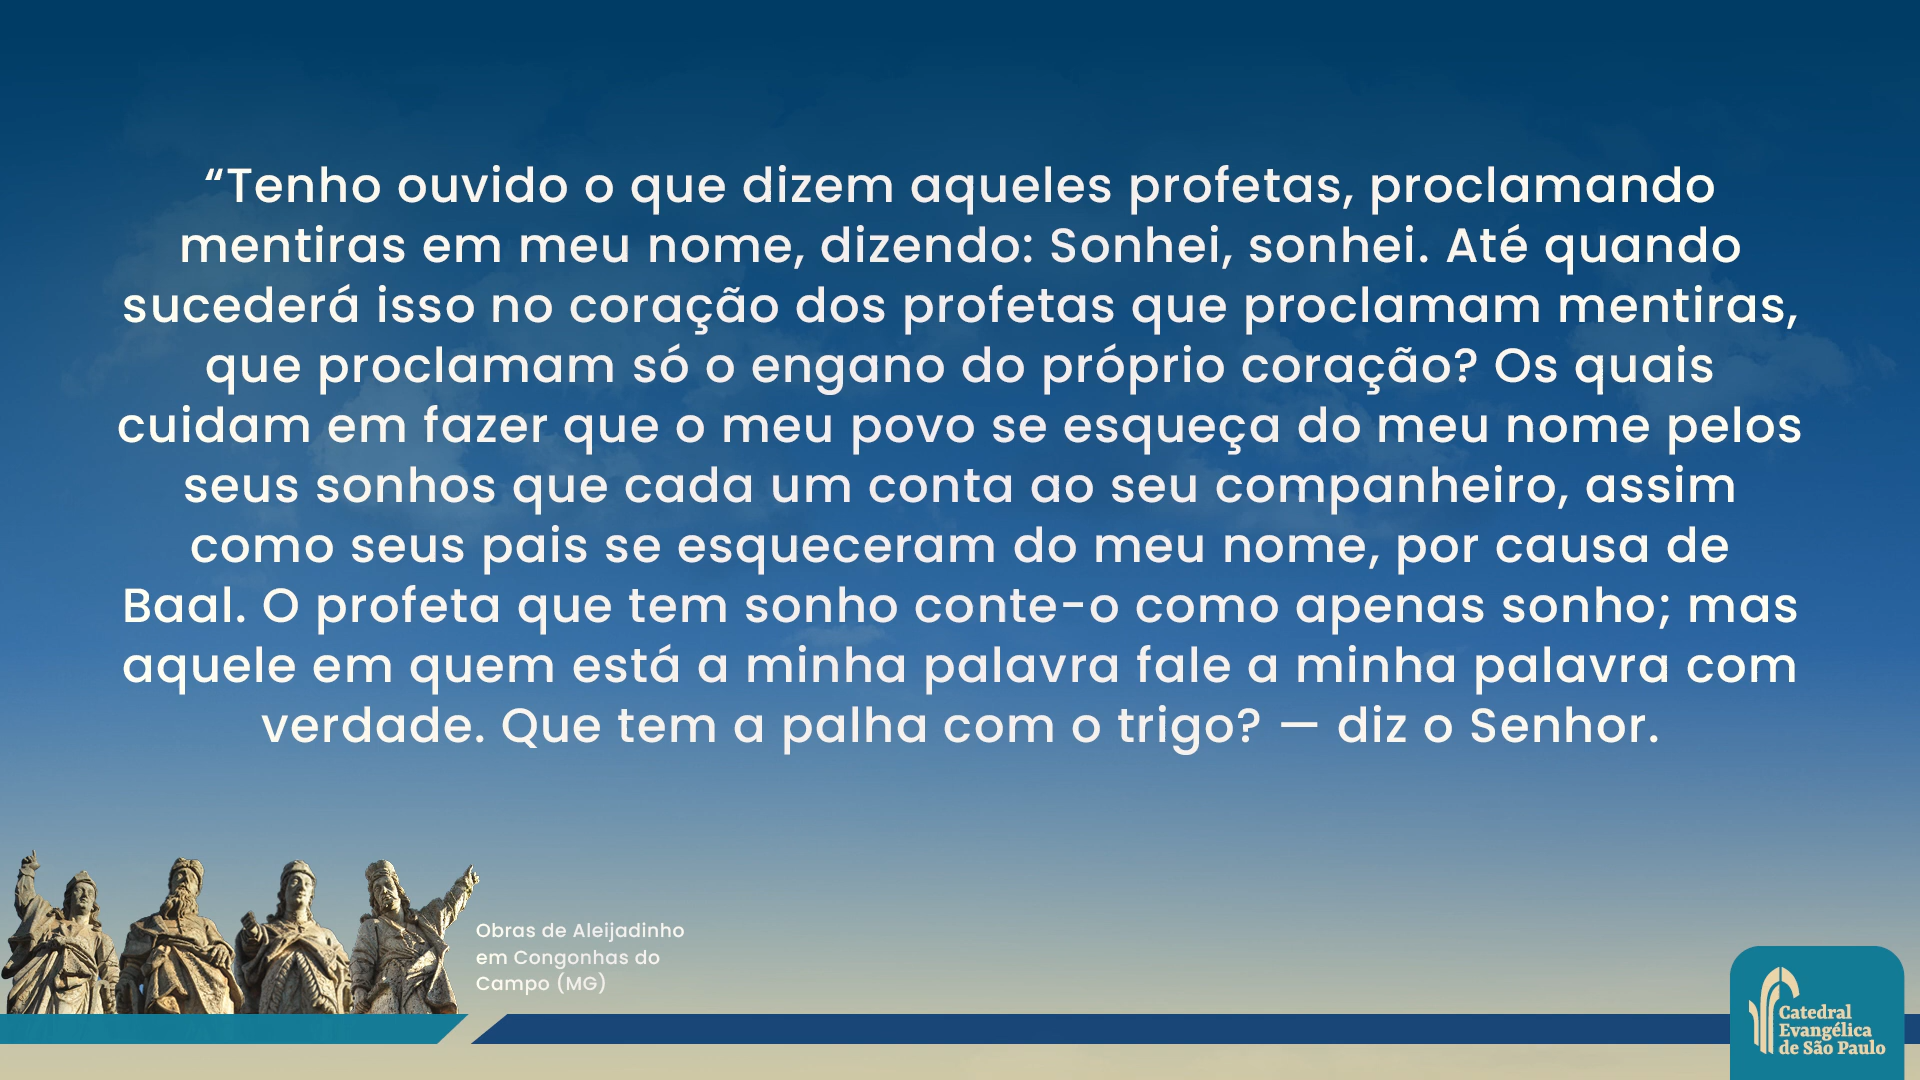 “Tenho ouvido o que dizem aqueles profetas, proclamando
mentiras em meu nome, dizendo: Sonhei, sonhei. Até quando
sucederá isso no coração dos profetas que proclamam mentiras,
que proclamam só o engano do próprio coração? Os quais
cuidam em fazer que o meu povo se esqueça do meu nome pelos
seus sonhos que cada um conta ao seu companheiro, assim
como seus pais se esqueceram do meu nome, por causa de
Baal. O profeta que tem sonho conte-o como apenas sonho; mas
aquele em quem está a minha palavra fale a minha palavra com
verdade. Que tem a palha com o trigo? — diz o Senhor.
Obras de Aleijadinho
em Congonhas do
Campo (MG)
Catedral
Evangélica
de São Paulo